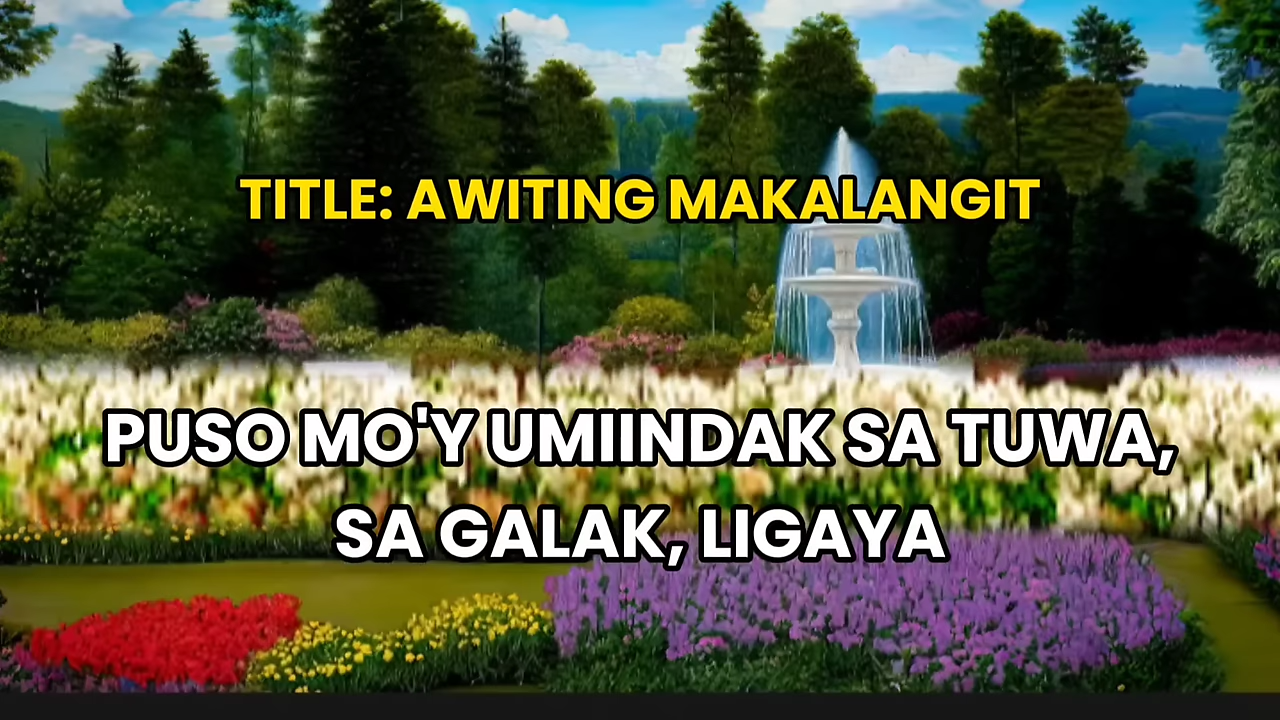 TITLE: AWITING MAKALANGIT
PUSO MO'Y UMIINDAK SA TUWA,
SA GALAK, LIGAYA